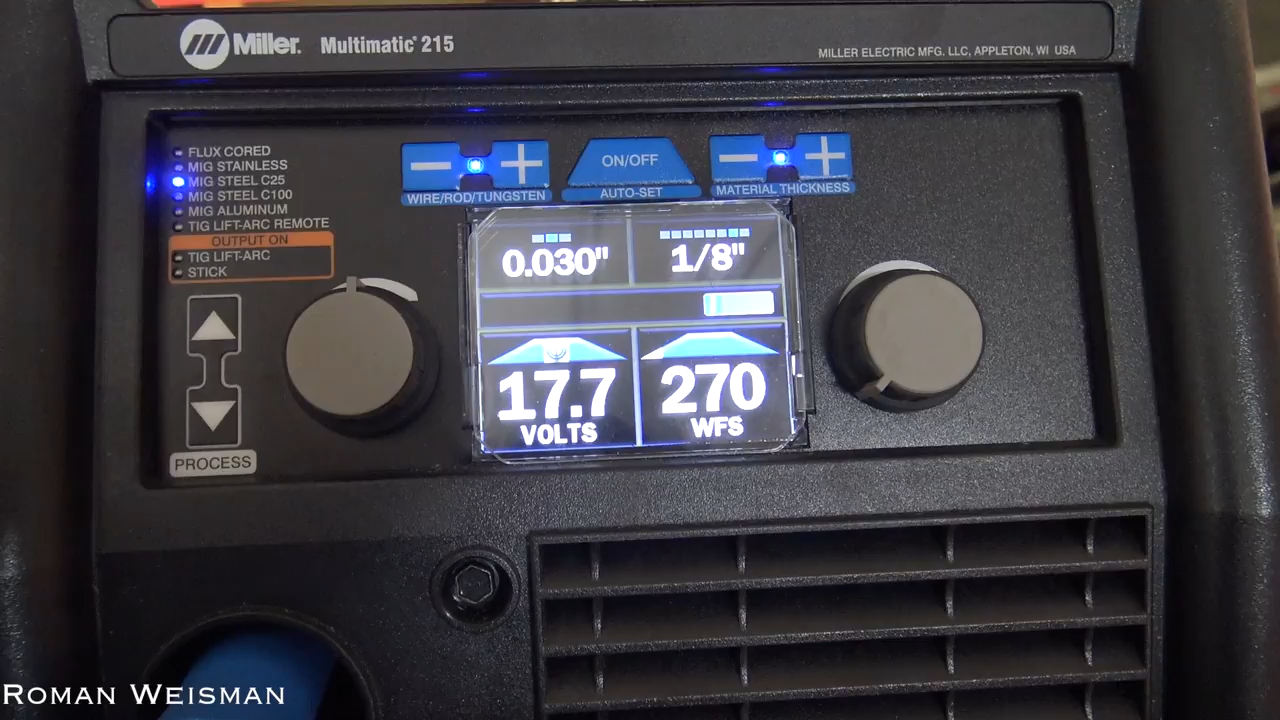 Miller. Multimatic® 215
MILLER ELECTRIC MFG. LLC, APPLETON, WI USA
FLUX CORED
MIG STAINLESS
MIG STEEL C25
MIG STEEL C100
MIG ALUMINUM
TIG LIFT-ARC REMOTE
OUTPUT ON
TIG LIFT-ARC
STICK
PROCESS
WIRE/ROD/TUNGSTEN
ON/OFF
AUTO-SET
MATERIAL THICKNESS
0.030" 1/8"
17.7 270
VOLTS WFS
ROMAN WEISMAN